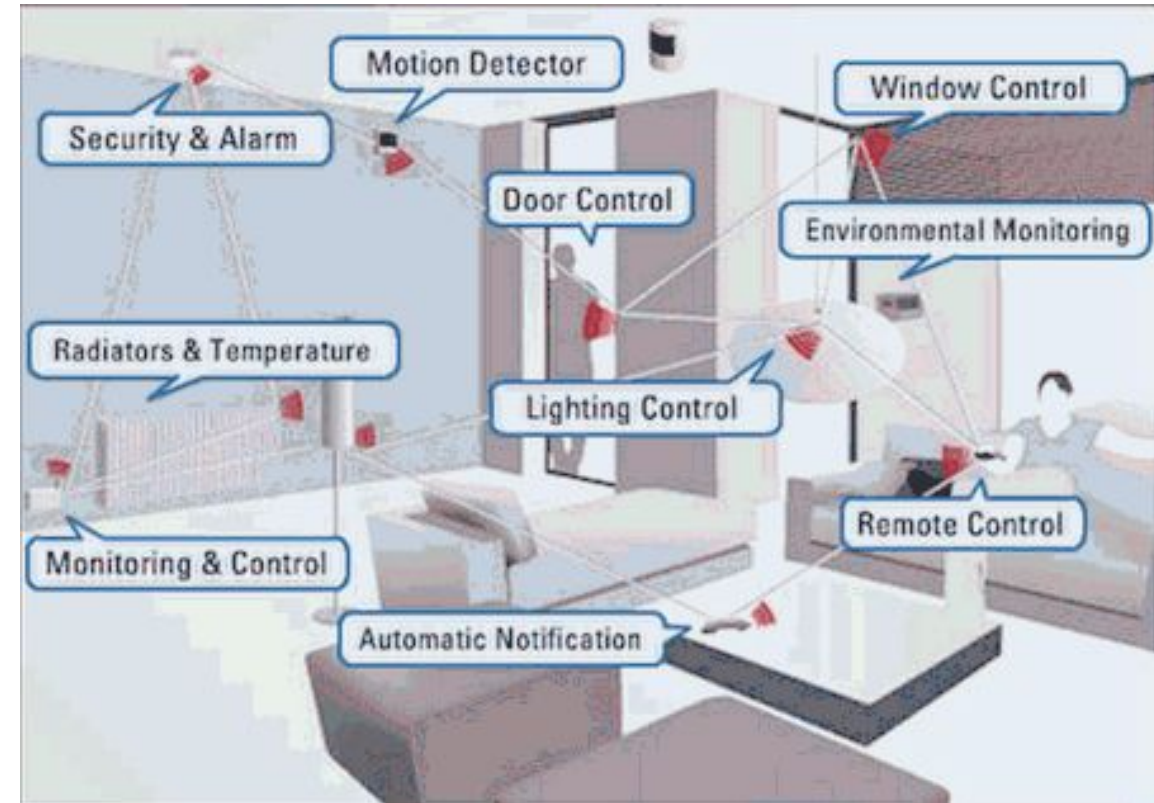 Motion Detector
Window Control
Security & Alarm
Door Control
Environmental Monitoring
Radiators & Temperature
Lighting Control
Remote Control
Monitoring & Control
Automatic Notification